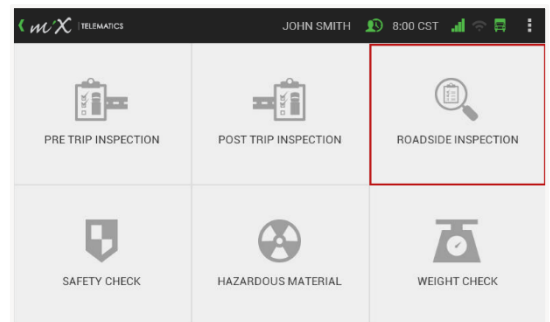 miX TELEMATICS JOHN SMITH 8:00 CST
PRE TRIP INSPECTION POST TRIP INSPECTION ROADSIDE INSPECTION
SAFETY CHECK HAZARDOUS MATERIAL WEIGHT CHECK